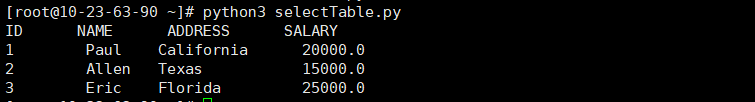 [root@10-23-63-90 ~]# python3 selectTable.py
ID NAME ADDRESS SALARY
1 Paul California 20000.0
2 Allen Texas 15000.0
3 Eric Florida 25000.0